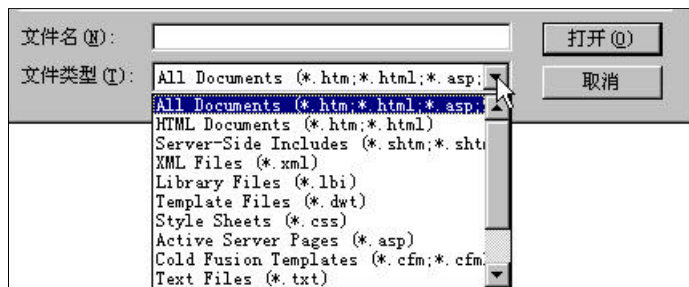 文件名(N):
打开(O)
文件类型(T): All Documents (*.htm;*.html;*.asp;
取消
All Documents (*.htm;*.html;*.asp;
HTML Documents (*.htm;*.html)
Server-Side Includes (*.shtm;*.sht
XML Files (*.xml)
Library Files (*.lbi)
Template Files (*.dwt)
Style Sheets (*.css)
Active Server Pages (*.asp)
Cold Fusion Templates (*.cfm;*.cfm
Text Files (*.txt)